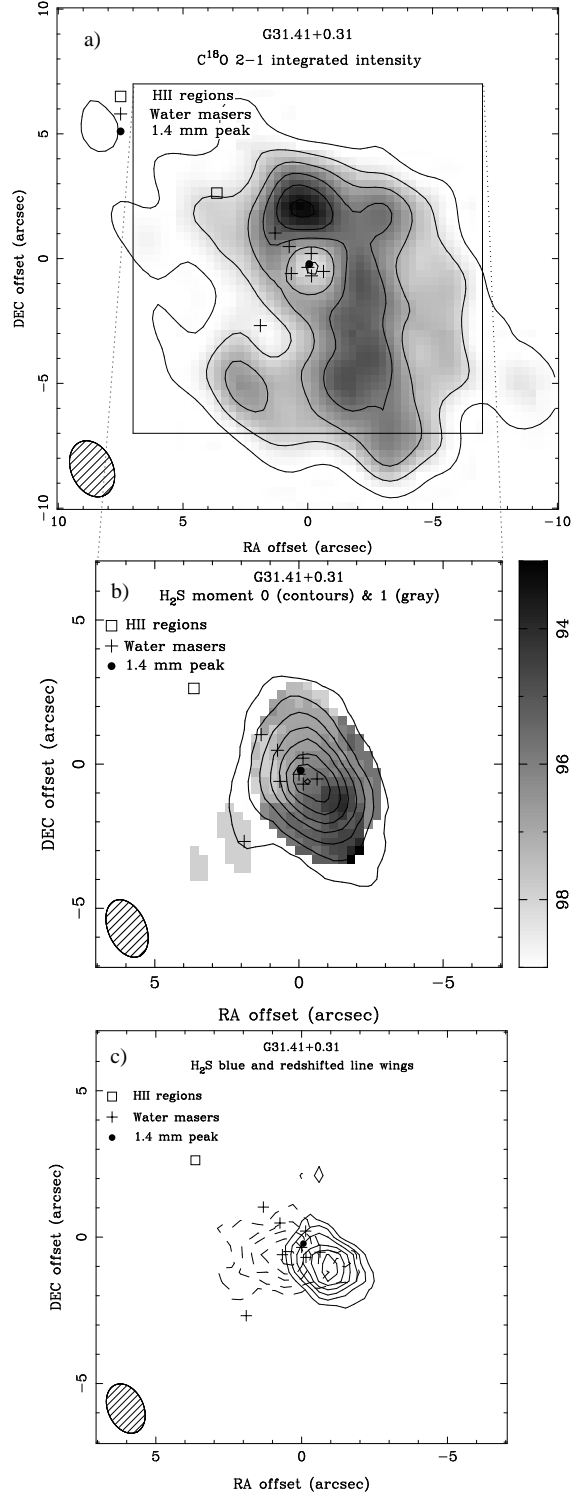 a)
G31.41+0.31
C¹⁸O 2-1 integrated intensity
HII regions
Water masers
1.4 mm peak
10
5
0
−5
−10
DEC offset (arcsec)
10
5
0
−5
−10
RA offset (arcsec)
b)
G31.41+0.31
H₂S moment 0 (contours) & 1 (gray)
HII regions
Water masers
1.4 mm peak
5
0
−5
DEC offset (arcsec)
5
0
−5
RA offset (arcsec)
94
96
98
c)
G31.41+0.31
H₂S blue and redshifted line wings
HII regions
Water masers
1.4 mm peak
5
0
−5
DEC offset (arcsec)
5
0
−5
RA offset (arcsec)